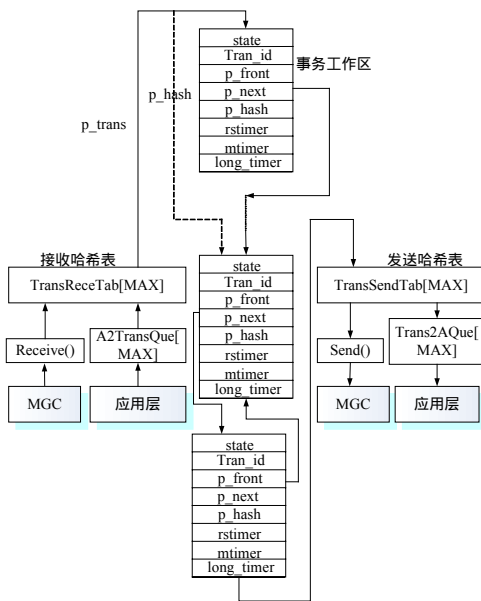 state
Tran_id
p_front
p_next
p_hash
rstimer
mtimer
long_timer
事务工作区
p_hash
p_trans
接收哈希表
TransReceTab[MAX]
Receive()
A2TransQue[
MAX]
MGC
应用层
state
Tran_id
p_front
p_next
p_hash
rstimer
mtimer
long_timer
发送哈希表
TransSendTab[MAX]
Send()
Trans2AQue[
MAX]
MGC
应用层
state
Tran_id
p_front
p_next
p_hash
rstimer
mtimer
long_timer